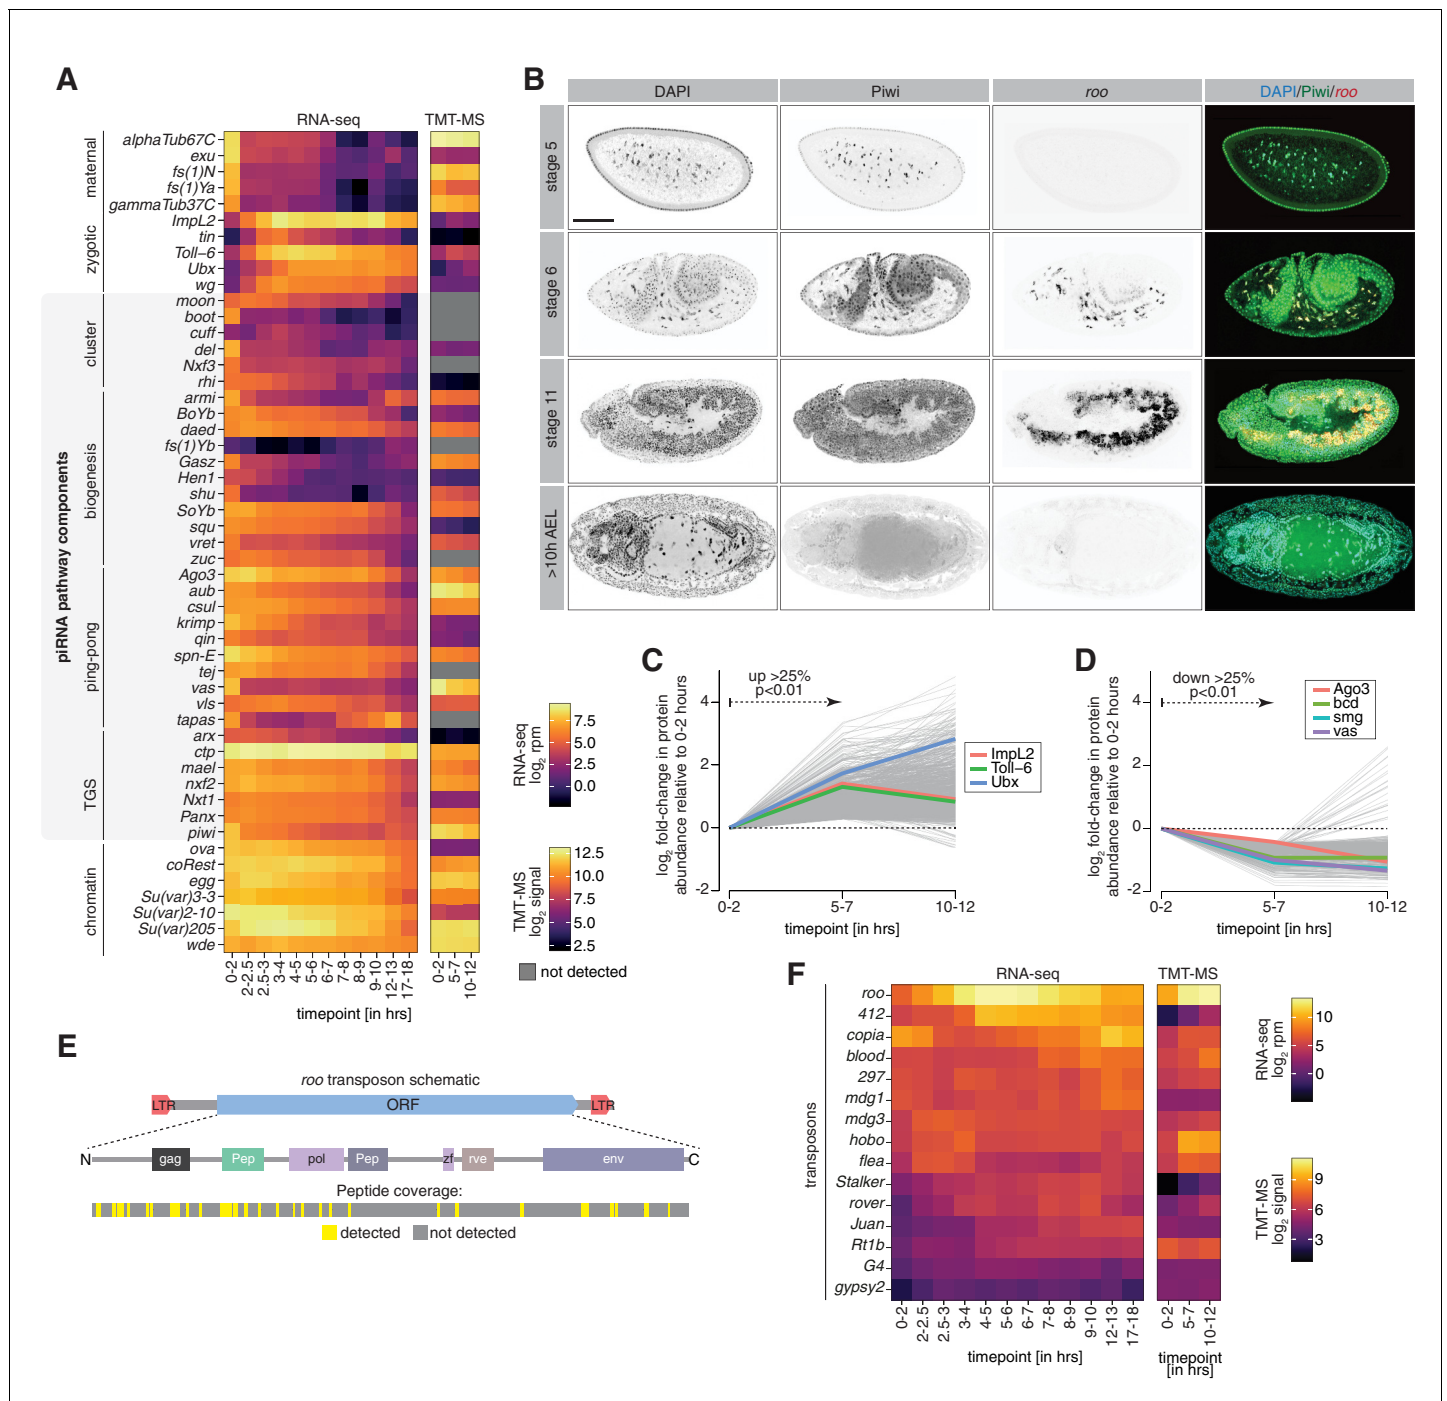 A
RNA-seq
TMT-MS
maternal
alphaTub67C
exu
fs(1)N
fs(1)Ya
gammaTub37C
zygotic
ImpL2
tin
Toll-6
Ubx
wg
piRNA pathway components
cluster
moon
boot
cuff
del
Nxf3
rhi
biogenesis
armi
BoYb
daed
fs(1)Yb
Gasz
Hen1
shu
SoYb
squ
vret
zuc
ping-pong
Ago3
aub
csul
krimp
qin
spn-E
tej
vas
vls
tapas
TGS
arx
ctp
mael
nxf2
Nxt1
Panx
piwi
chromatin
ova
coRest
egg
Su(var)3-3
Su(var)2-10
Su(var)205
wde
0-2
2-2.5
2.5-3
3-4
4-5
5-6
6-7
7-8
8-9
9-10
12-13
17-18
0-2
5-7
10-12
timepoint [in hrs]
RNA-seq
log2 rpm
7.5
5.0
2.5
0.0
TMT-MS
log2 signal
12.5
10.0
7.5
5.0
2.5
not detected
B
DAPI
Piwi
roo
DAPI/Piwi/roo
stage 5
stage 6
stage 11
>10h AEL
C
log2 fold-change in protein
abundance relative to 0-2 hours
up >25%
p<0.01
4
2
0
-2
0-2
5-7
10-12
timepoint [in hrs]
ImpL2
Toll-6
Ubx
D
log2 fold-change in protein
abundance relative to 0-2 hours
down >25%
p<0.01
4
2
0
-2
0-2
5-7
10-12
timepoint [in hrs]
Ago3
bcd
smg
vas
E
roo transposon schematic
LTR
ORF
LTR
N
gag
Pep
pol
Pep
zf
rve
env
C
Peptide coverage:
detected
not detected
F
RNA-seq
TMT-MS
transposons
roo
412
copia
blood
297
mdg1
mdg3
hobo
flea
Stalker
rover
Juan
Rt1b
G4
gypsy2
0-2
2-2.5
2.5-3
3-4
4-5
5-6
6-7
7-8
8-9
9-10
12-13
17-18
timepoint [in hrs]
0-2
5-7
10-12
timepoint
[in hrs]
RNA-seq
log2 rpm
10
5
0
TMT-MS
log2 signal
9
6
3